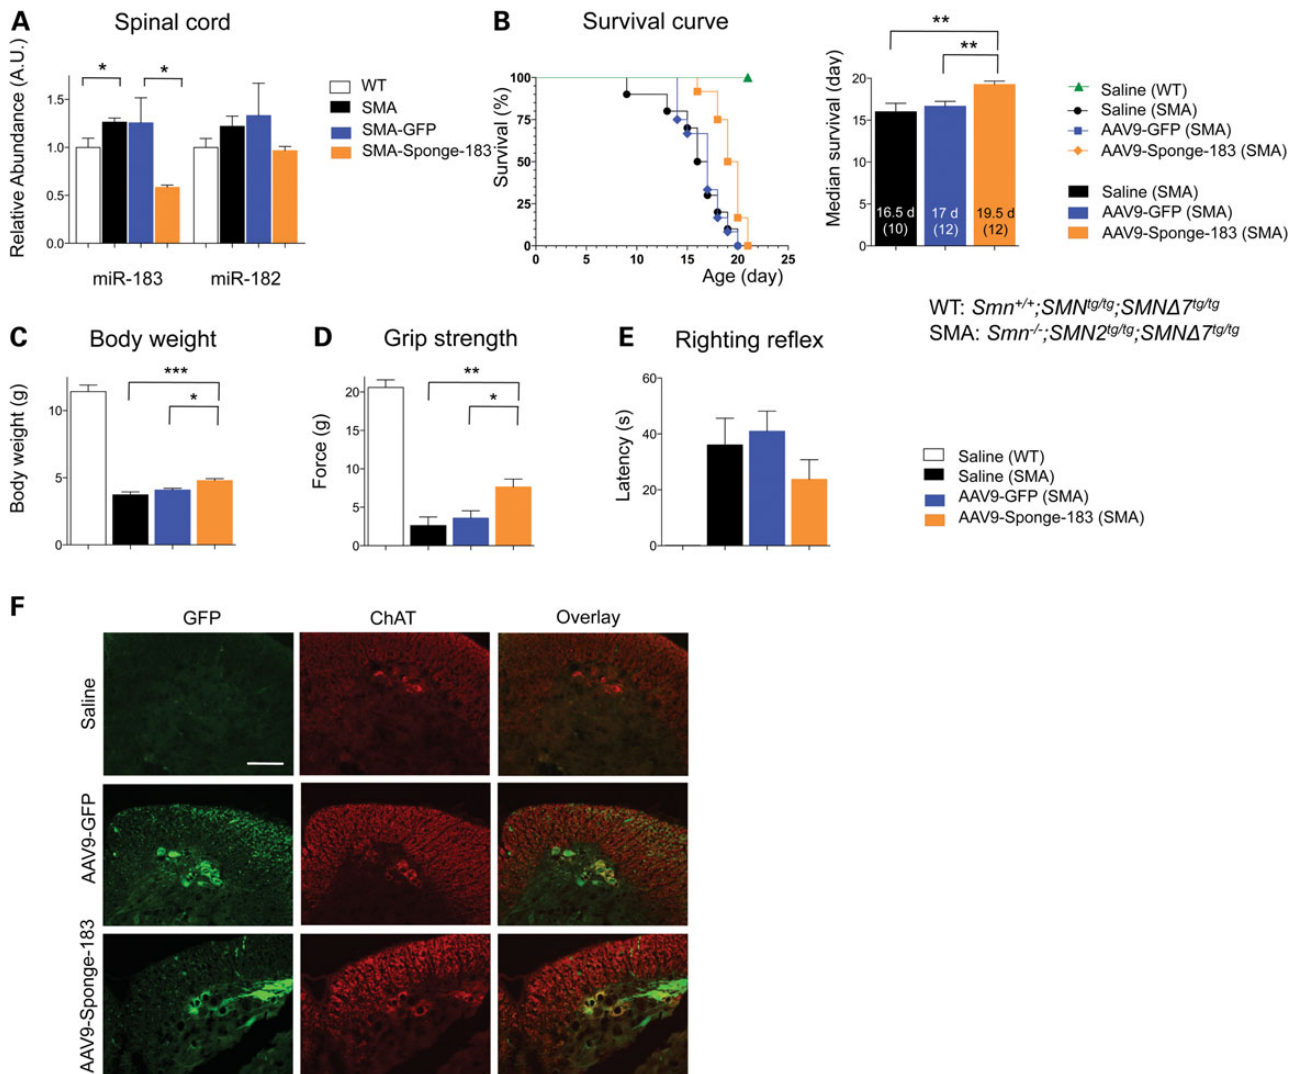 A
Spinal cord
Relative Abundance (A.U.)
1.5
1.0
0.5
0.0
*
*
miR-183
miR-182
WT
SMA
SMA-GFP
SMA-Sponge-183
B
Survival curve
Survival (%)
100
75
50
25
0
0
5
10
15
20
25
Age (day)
Median survival (day)
20
15
10
5
0
**
**
16.5 d
(10)
17 d
(12)
19.5 d
(12)
Saline (WT)
Saline (SMA)
AAV9-GFP (SMA)
AAV9-Sponge-183 (SMA)
Saline (SMA)
AAV9-GFP (SMA)
AAV9-Sponge-183 (SMA)
WT: Smn+/+;SMNtg/tg;SMNΔ7tg/tg
SMA: Smn-/-;SMN2tg/tg;SMNΔ7tg/tg
C
Body weight
Body weight (g)
10
5
0
***
*
D
Grip strength
Force (g)
20
15
10
5
0
**
*
E
Righting reflex
Latency (s)
60
40
20
0
Saline (WT)
Saline (SMA)
AAV9-GFP (SMA)
AAV9-Sponge-183 (SMA)
F
GFP
ChAT
Overlay
Saline
AAV9-GFP
AAV9-Sponge-183